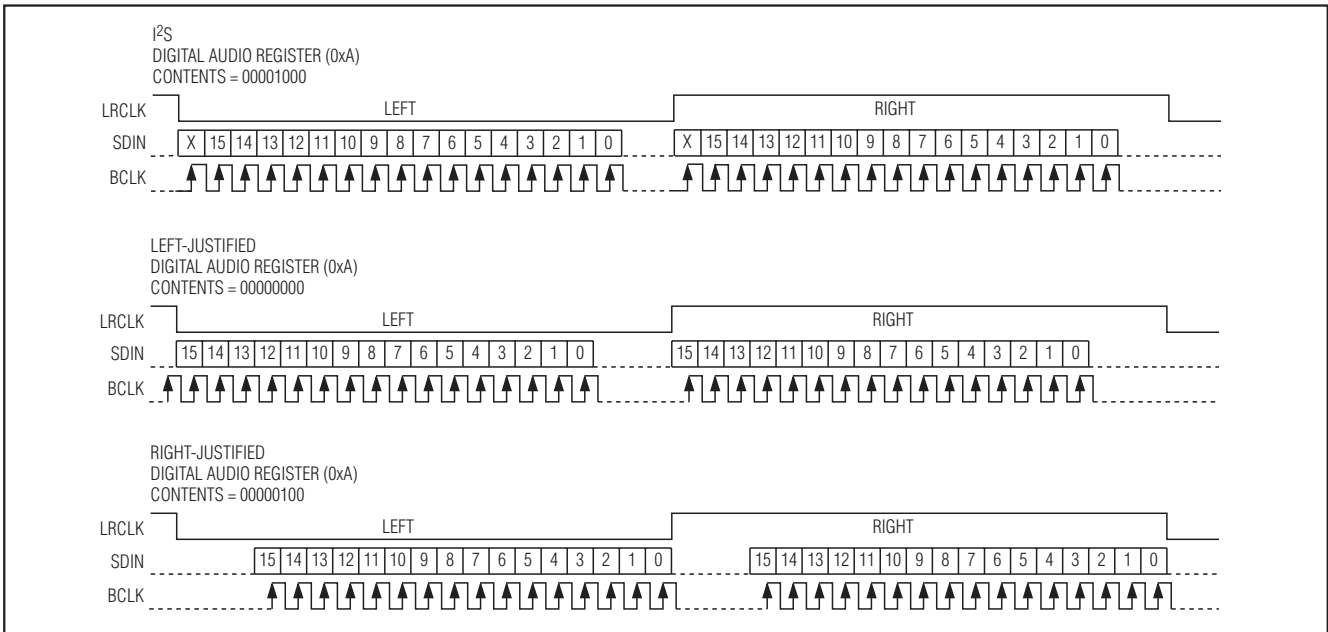 I²S
DIGITAL AUDIO REGISTER (0xA)
CONTENTS = 00001000
LRCLK LEFT RIGHT
SDIN X 15 14 13 12 11 10 9 8 7 6 5 4 3 2 1 0 X 15 14 13 12 11 10 9 8 7 6 5 4 3 2 1 0
BCLK
LEFT-JUSTIFIED
DIGITAL AUDIO REGISTER (0xA)
CONTENTS = 00000000
LRCLK LEFT RIGHT
SDIN 15 14 13 12 11 10 9 8 7 6 5 4 3 2 1 0 15 14 13 12 11 10 9 8 7 6 5 4 3 2 1 0
BCLK
RIGHT-JUSTIFIED
DIGITAL AUDIO REGISTER (0xA)
CONTENTS = 00000100
LRCLK LEFT RIGHT
SDIN 15 14 13 12 11 10 9 8 7 6 5 4 3 2 1 0 15 14 13 12 11 10 9 8 7 6 5 4 3 2 1 0
BCLK